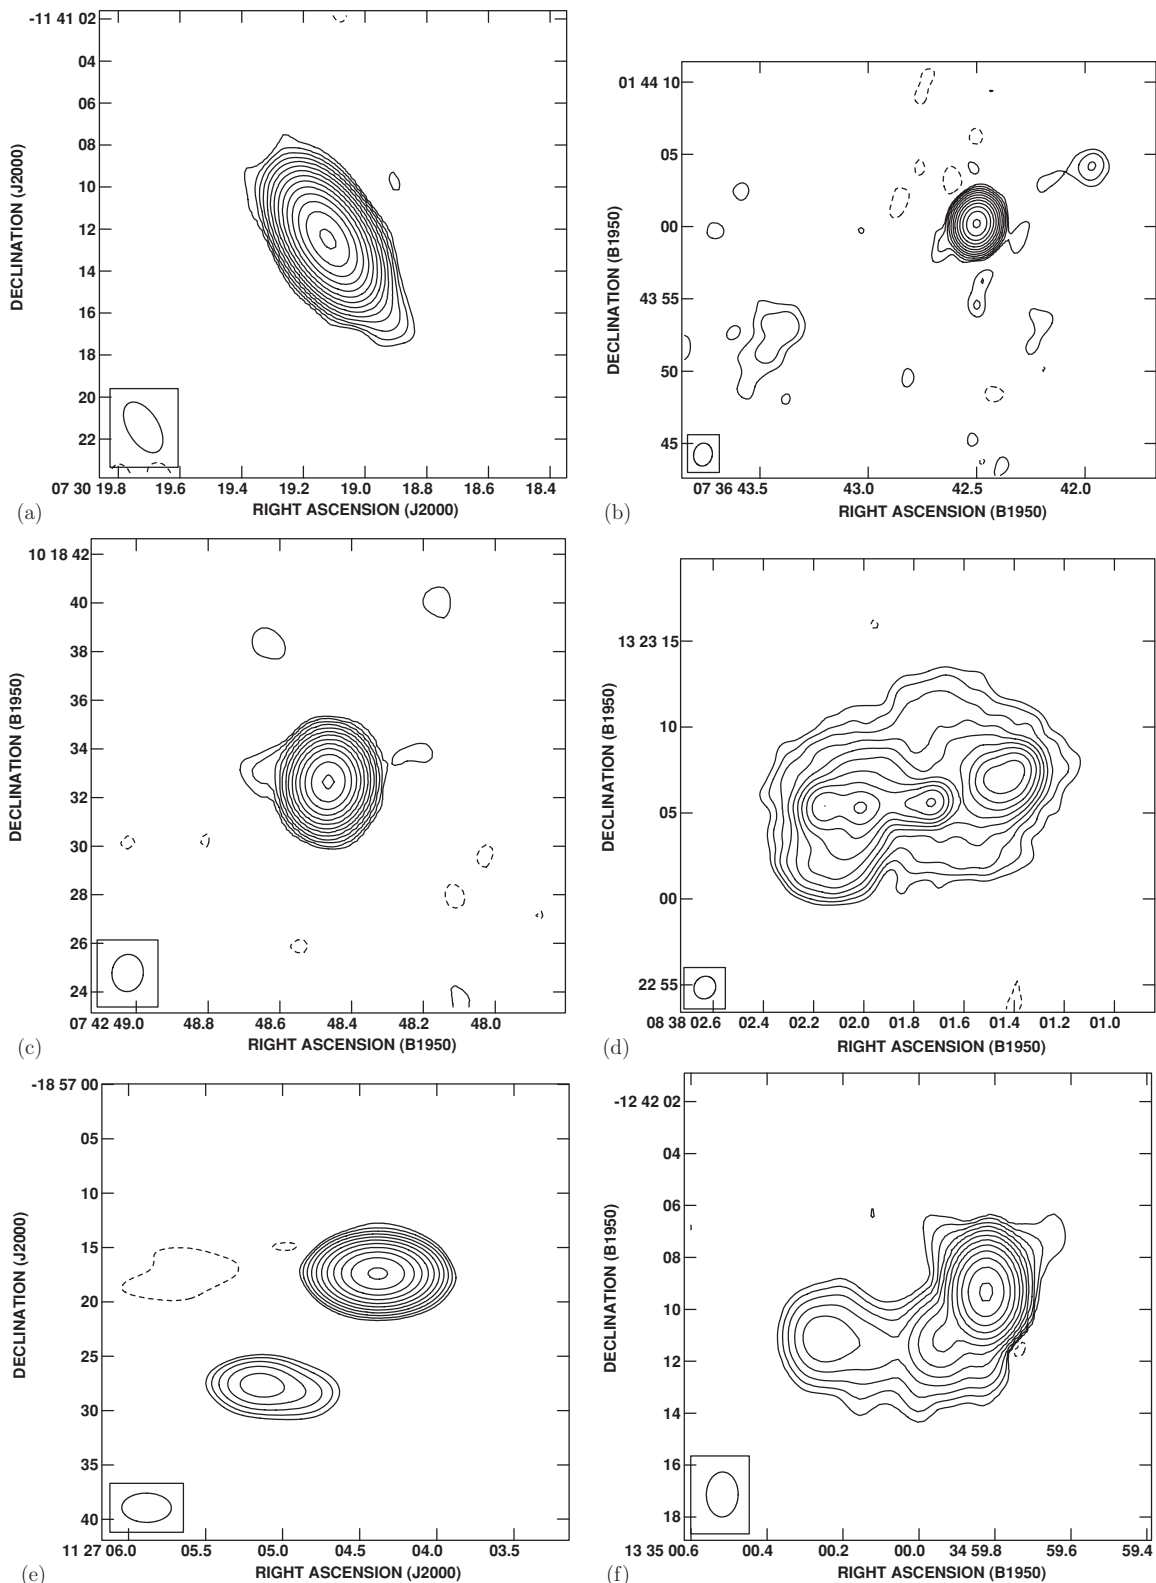 -11 41 02
04
06
08
10
12
14
16
18
20
22
DECLINATION (J2000)
07 30 19.8 19.6 19.4 19.2 19.0 18.8 18.6 18.4
RIGHT ASCENSION (J2000)
(a)
01 44 10
05
00
43 55
50
45
DECLINATION (B1950)
07 36 43.5 43.0 42.5 42.0
RIGHT ASCENSION (B1950)
(b)
10 18 42
40
38
36
34
32
30
28
26
24
DECLINATION (B1950)
07 42 49.0 48.8 48.6 48.4 48.2 48.0
RIGHT ASCENSION (B1950)
(c)
13 23 15
10
05
00
22 55
DECLINATION (B1950)
08 38 02.6 02.4 02.2 02.0 01.8 01.6 01.4 01.2 01.0
RIGHT ASCENSION (B1950)
(d)
-18 57 00
05
10
15
20
25
30
35
40
DECLINATION (J2000)
11 27 06.0 05.5 05.0 04.5 04.0 03.5
RIGHT ASCENSION (J2000)
(e)
-12 42 02
04
06
08
10
12
14
16
18
DECLINATION (B1950)
13 35 00.6 00.4 00.2 00.0 34 59.8 59.6 59.4
RIGHT ASCENSION (B1950)
(f)